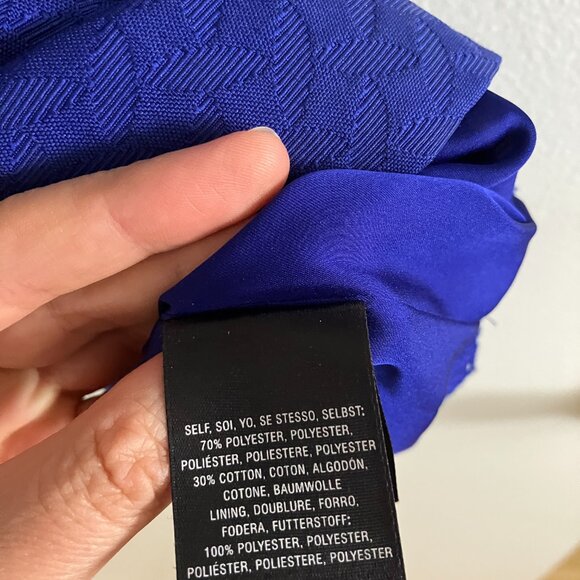 SELF, SOI, YO, SE STESSO, SELBST:
70% POLYESTER, POLYESTER,
POLIÉSTER, POLIESTERE, POLYESTER
30% COTTON, COTON, ALGODÓN,
COTONE, BAUMWOLLE
LINING, DOUBLURE, FORRO,
FODERA, FUTTERSTOFF:
100% POLYESTER, POLYESTER,
POLIÉSTER, POLIESTERE, POLYESTER